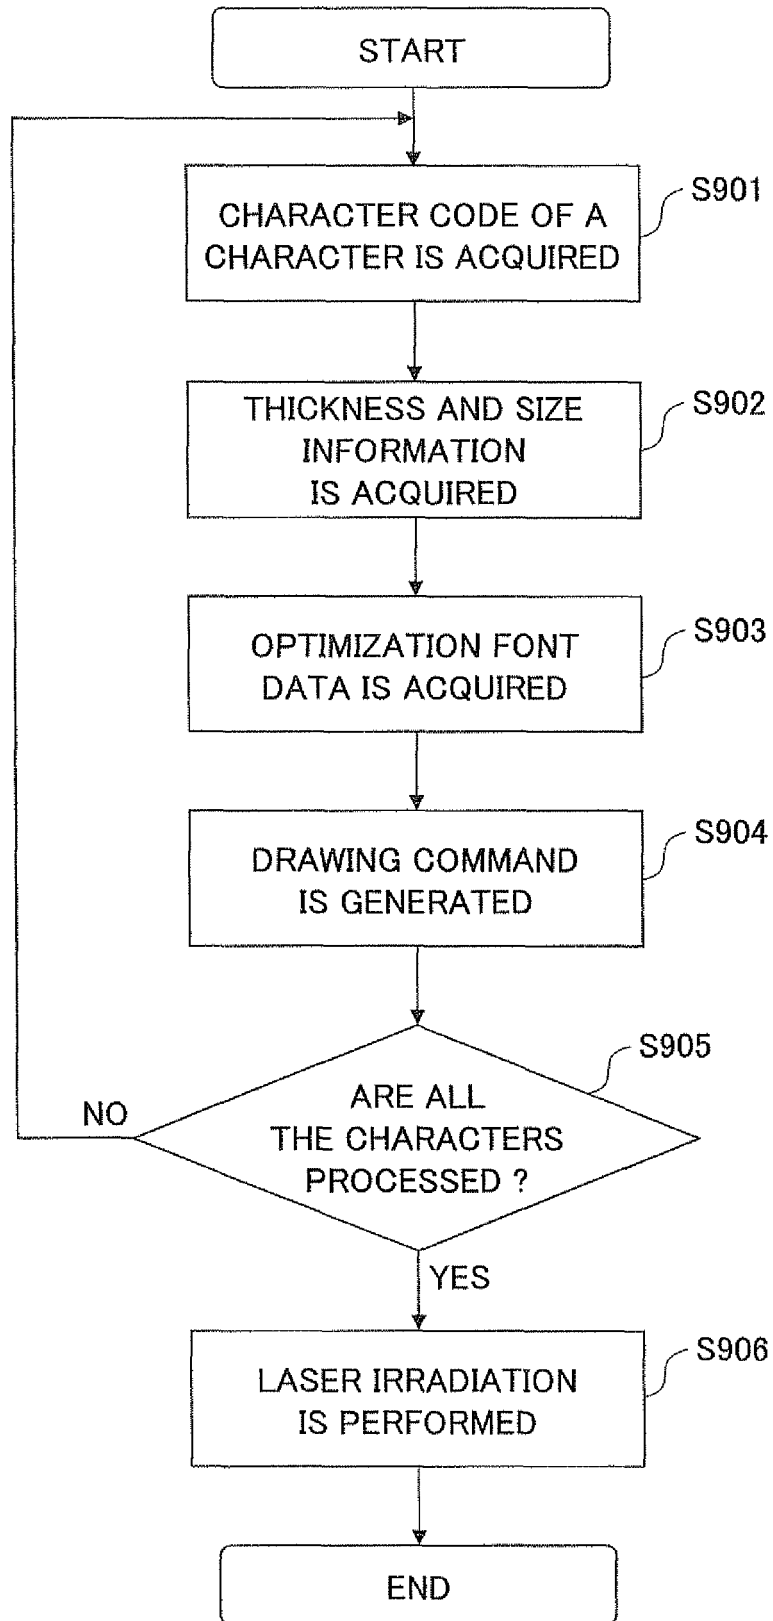 START
S901
CHARACTER CODE OF A
CHARACTER IS ACQUIRED
S902
THICKNESS AND SIZE
INFORMATION
IS ACQUIRED
S903
OPTIMIZATION FONT
DATA IS ACQUIRED
S904
DRAWING COMMAND
IS GENERATED
S905
ARE ALL
THE CHARACTERS
PROCESSED ?
NO
YES
S906
LASER IRRADIATION
IS PERFORMED
END